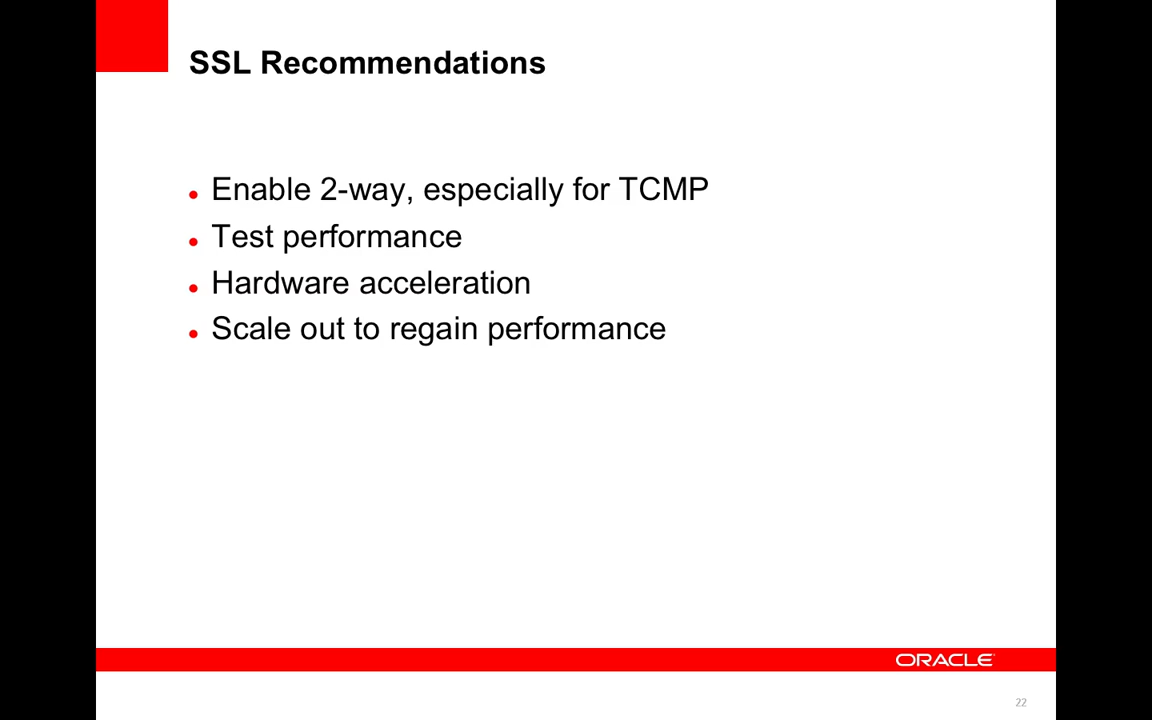 SSL Recommendations
Enable 2-way, especially for TCMP
Test performance
Hardware acceleration
Scale out to regain performance
ORACLE
22